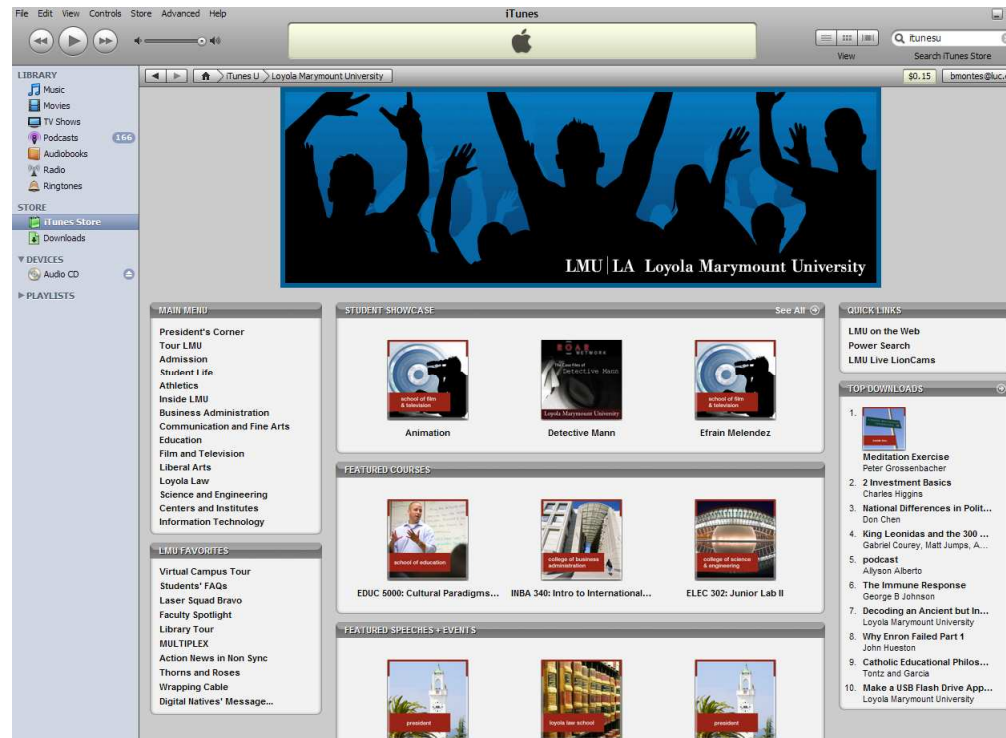 File Edit View Controls Store Advanced Help
iTunes
View
itunesu
Search iTunes Store
LIBRARY
Music
Movies
TV Shows
Podcasts 166
Audiobooks
Radio
Ringtones
STORE
iTunes Store
Downloads
DEVICES
Audio CD
PLAYLISTS
iTunes U Loyola Marymount University
$0.15 bmontes@luc.
LMU|LA Loyola Marymount University
MAIN MENU
President's Corner
Tour LMU
Admission
Student Life
Athletics
Inside LMU
Business Administration
Communication and Fine Arts
Education
Film and Television
Liberal Arts
Loyola Law
Science and Engineering
Centers and Institutes
Information Technology
LMU FAVORITES
Virtual Campus Tour
Students' FAQs
Laser Squad Bravo
Faculty Spotlight
Library Tour
MULTIPLEX
Action News in Non Sync
Thorns and Roses
Wrapping Cable
Digital Natives' Message...
STUDENT SHOWCASE See All
school of film
& television
Animation
ROAR
NETWORK
The Case Files of
Detective Mann
Loyola Marymount University
Detective Mann
school of film
& television
Efrain Melendez
FEATURED COURSES
school of education
EDUC 5000: Cultural Paradigms...
college of business
administration
INBA 340: Intro to International...
college of science
& engineering
ELEC 302: Junior Lab II
FEATURED SPEECHES + EVENTS
president
loyola law school
president
QUICK LINKS
LMU on the Web
Power Search
LMU Live LionCams
TOP DOWNLOADS
1.
Meditation Exercise
Peter Grossenbacher
2. 2 Investment Basics
Charles Higgins
3. National Differences in Polit...
Don Chen
4. King Leonidas and the 300 ...
Gabriel Courey, Matt Jumps, A...
5. podcast
Allyson Alberto
6. The Immune Response
George B Johnson
7. Decoding an Ancient but In...
Loyola Marymount University
8. Why Enron Failed Part 1
John Hueston
9. Catholic Educational Philos...
Tontz and Garcia
10. Make a USB Flash Drive App...
Loyola Marymount University